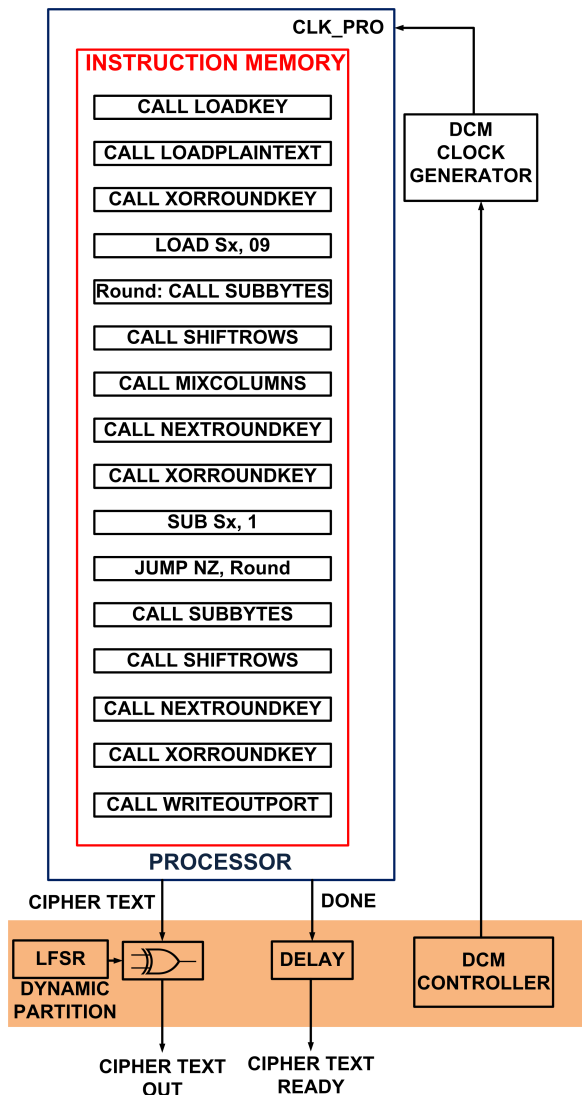 CLK_PRO
INSTRUCTION MEMORY
CALL LOADKEY
CALL LOADPLAINTEXT
CALL XORROUNDKEY
LOAD Sx, 09
Round: CALL SUBBYTES
CALL SHIFTROWS
CALL MIXCOLUMNS
CALL NEXTROUNDKEY
CALL XORROUNDKEY
SUB Sx, 1
JUMP NZ, Round
CALL SUBBYTES
CALL SHIFTROWS
CALL NEXTROUNDKEY
CALL XORROUNDKEY
CALL WRITEOUTPORT
PROCESSOR
DCM
CLOCK
GENERATOR
CIPHER TEXT
DONE
LFSR
DYNAMIC
PARTITION
DELAY
DCM
CONTROLLER
CIPHER TEXT
OUT
CIPHER TEXT
READY